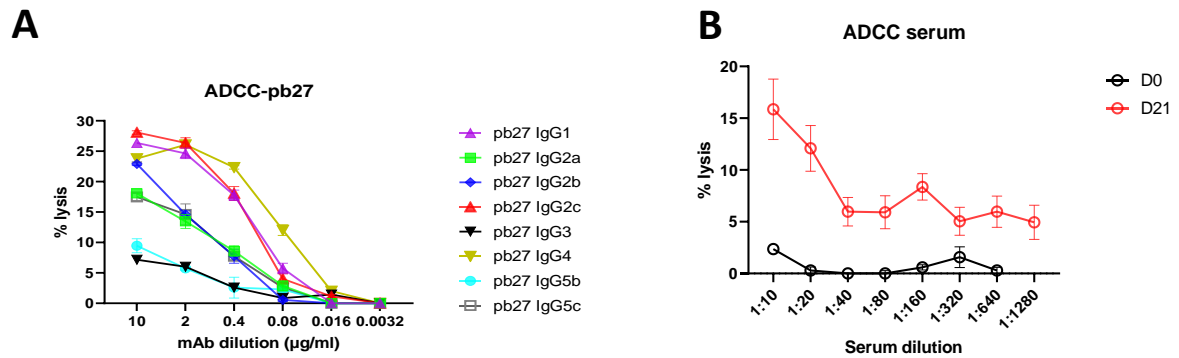 A
ADCC-pb27
30
25
20
15
10
5
0
% lysis
10 2 0.4 0.08 0.016 0.0032
mAb dilution (µg/ml)
pb27 IgG1
pb27 IgG2a
pb27 IgG2b
pb27 IgG2c
pb27 IgG3
pb27 IgG4
pb27 IgG5b
pb27 IgG5c
B
ADCC serum
20
15
10
5
0
% lysis
1:10 1:20 1:40 1:80 1:160 1:320 1:640 1:1280
Serum dilution
D0
D21